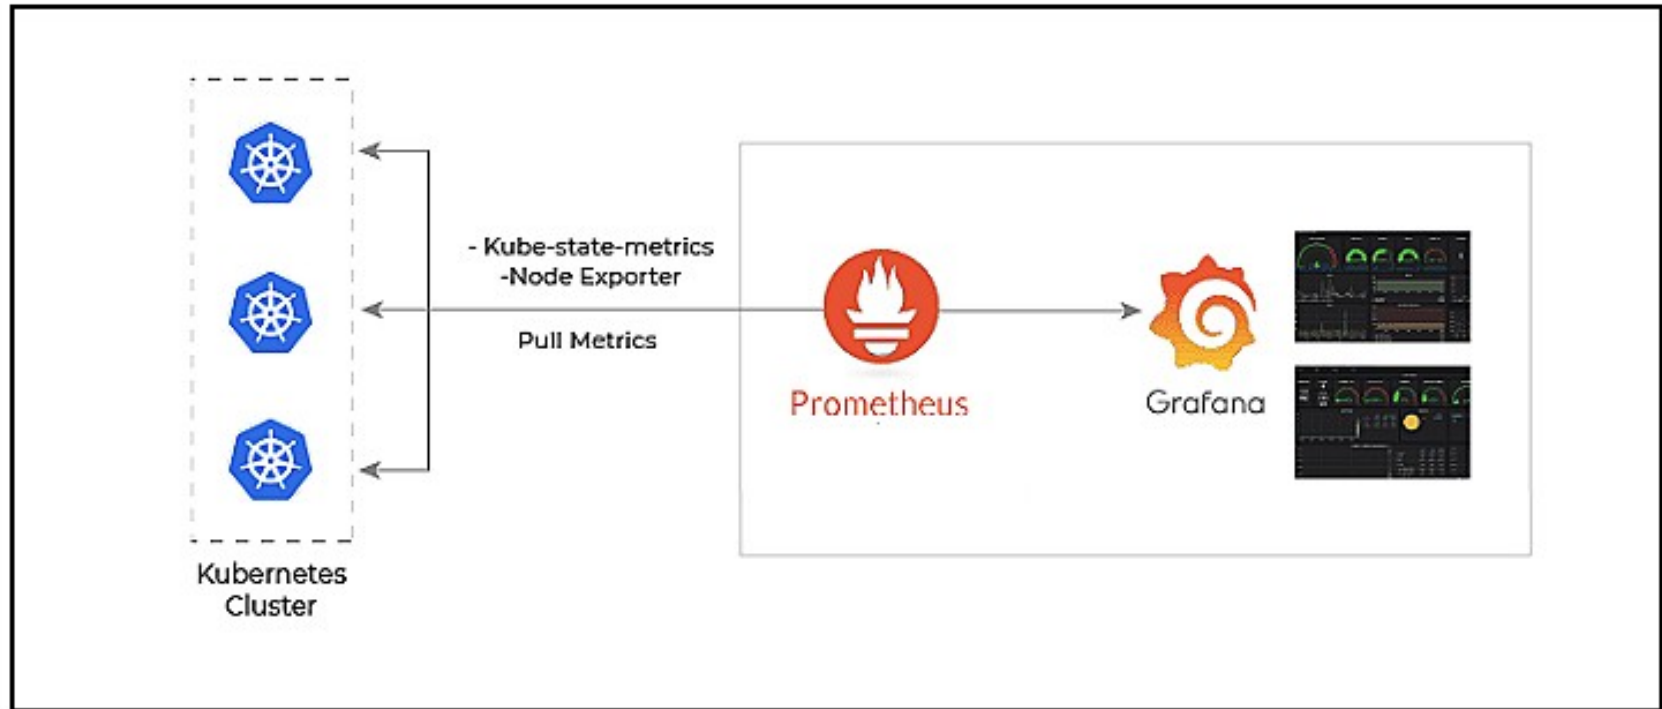 - Kube-state-metrics
-Node Exporter
Pull Metrics
Prometheus
Grafana
Kubernetes
Cluster